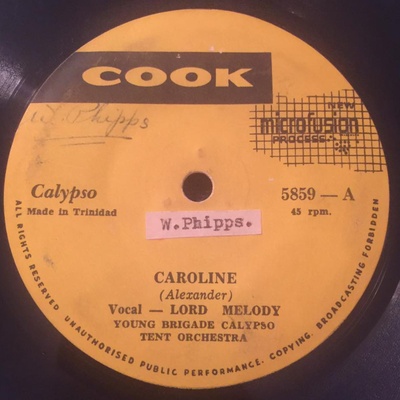 COOK
W. Phipps
NEW
microfusion
PROCESS
Calypso
Made in Trinidad
5859 — A
45 rpm.
W.Phipps.
CAROLINE
(Alexander)
Vocal — LORD MELODY
YOUNG BRIGADE CALYPSO
TENT ORCHESTRA
ALL RIGHTS RESERVED UNAUTHORISED PUBLIC PERFORMANCE. COPYING. BROADCASTING FORBIDDEN